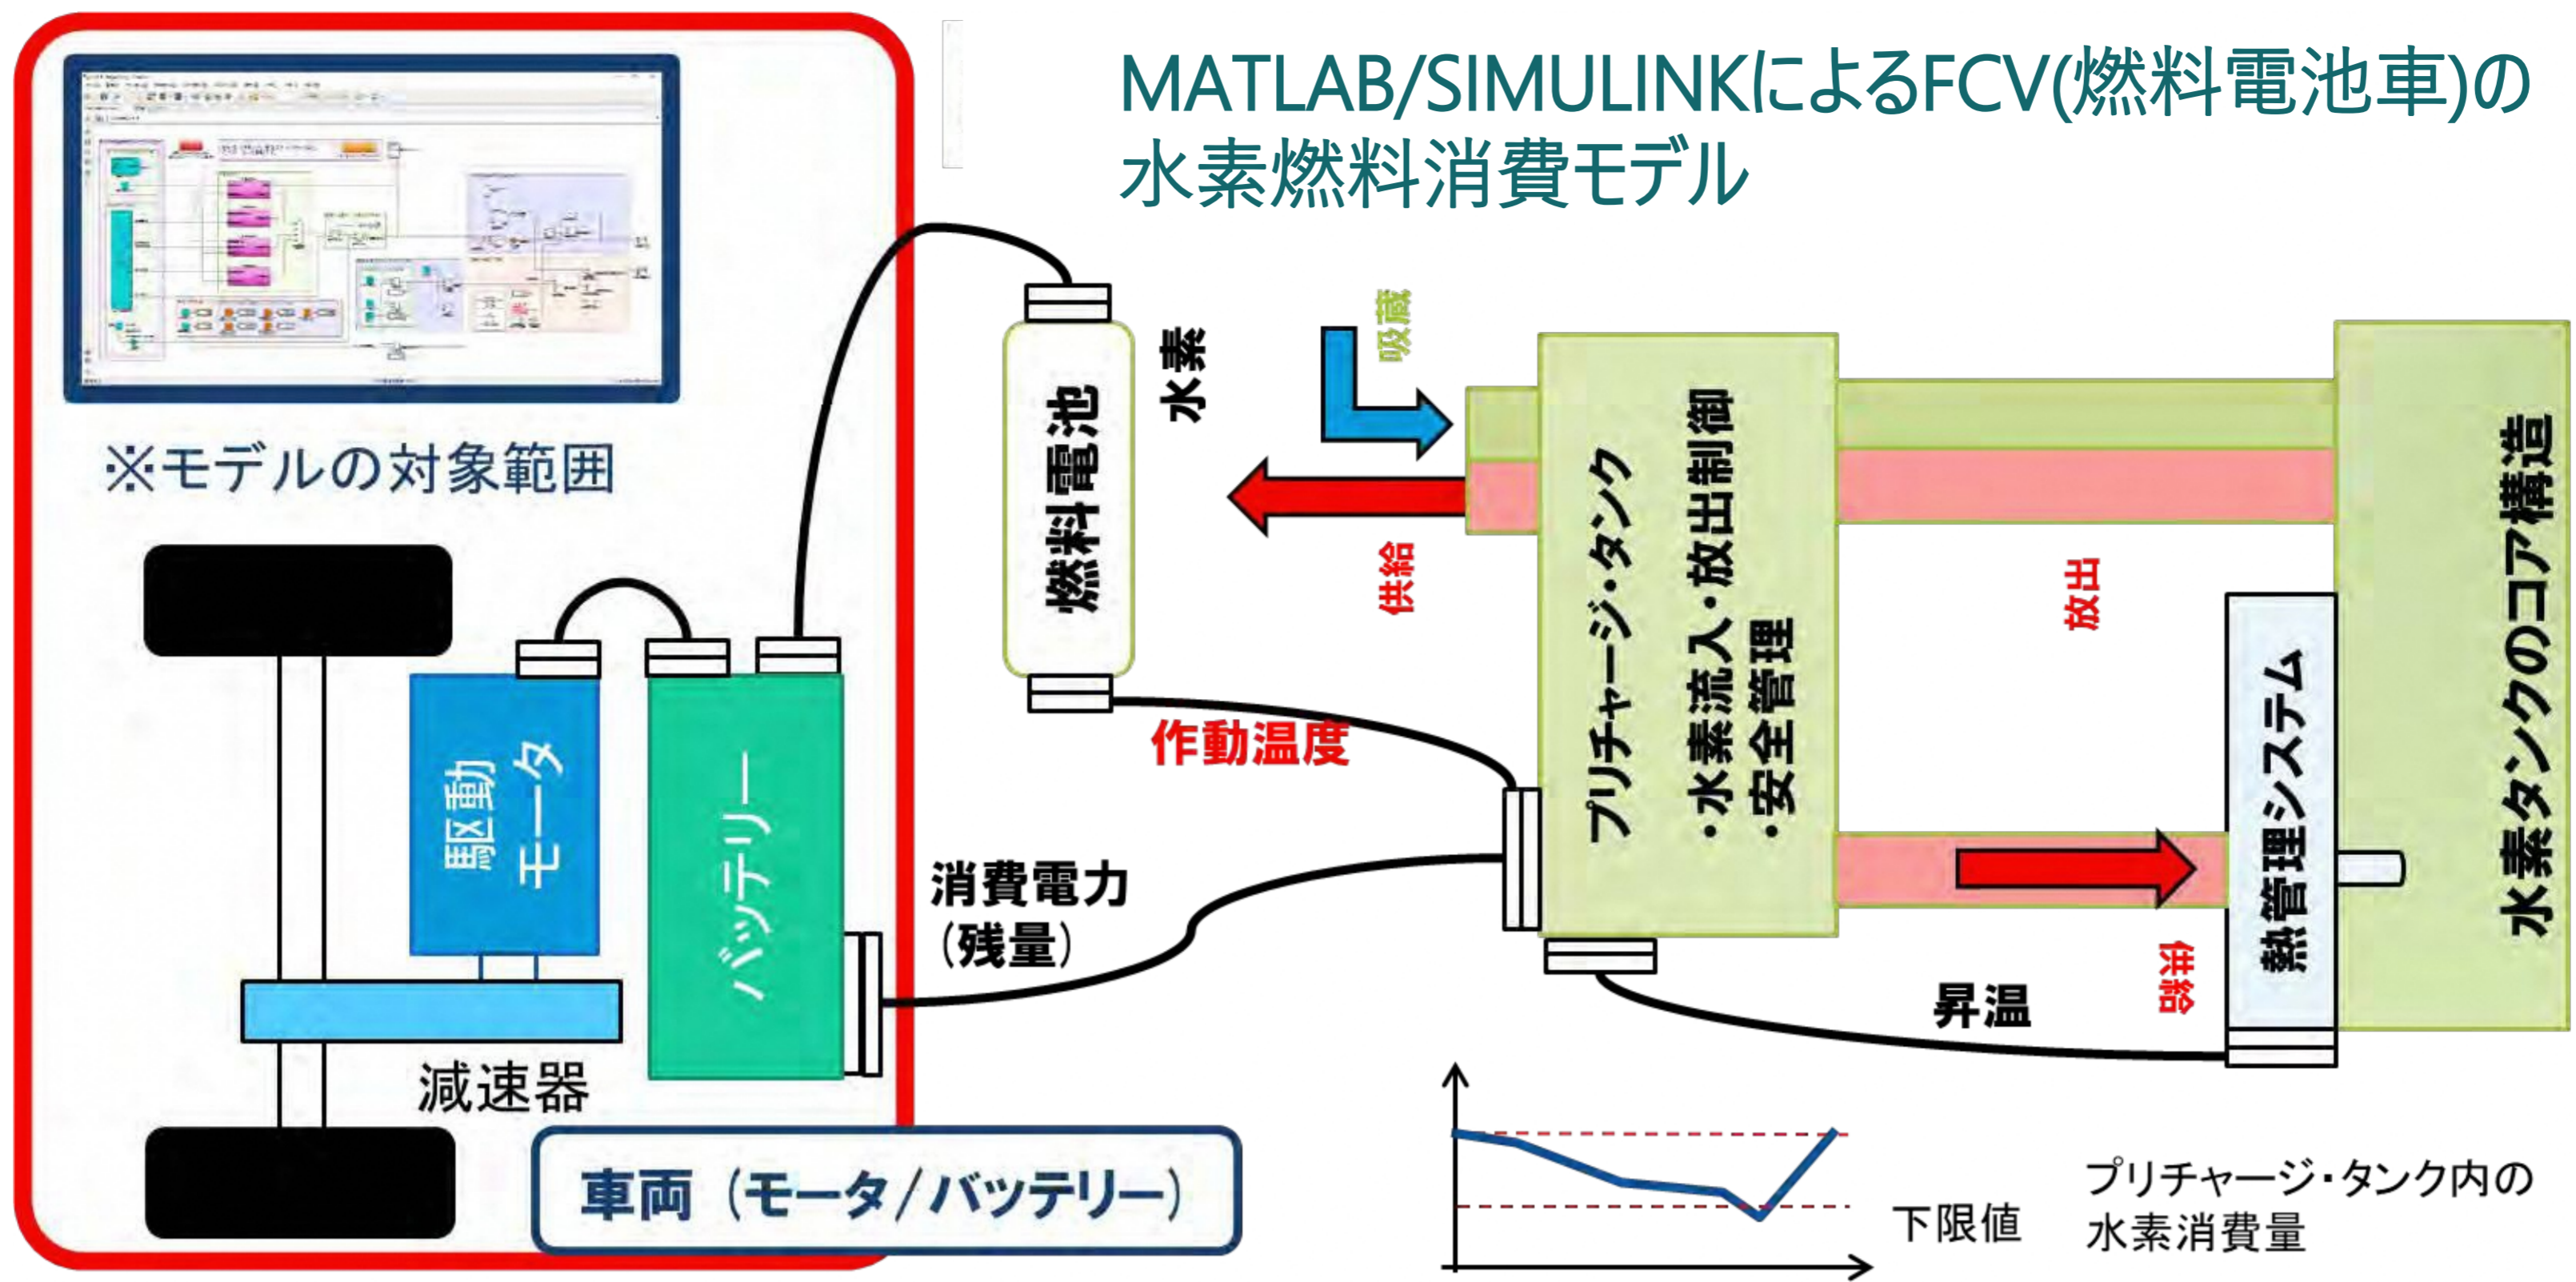 MATLAB/SIMULINKによるFCV(燃料電池車)の
水素燃料消費モデル
※モデルの対象範囲
駆動
モータ
バッテリー
減速器
車両（モータ/バッテリー）
燃料電池
水素
吸蔵
供給
作動温度
消費電力
（残量）
プリチャージ・タンク
・水素流入・放出制御
・安全管理
放出
供給
熱管理システム
水素タンクのコア構造
昇温
下限値
プリチャージ・タンク内の
水素消費量